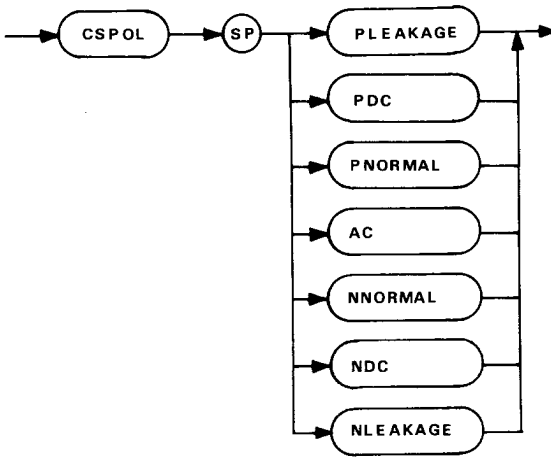 CSPOL SP PLEAKAGE
PDC
PNORMAL
AC
NNORMAL
NDC
NLEAKAGE